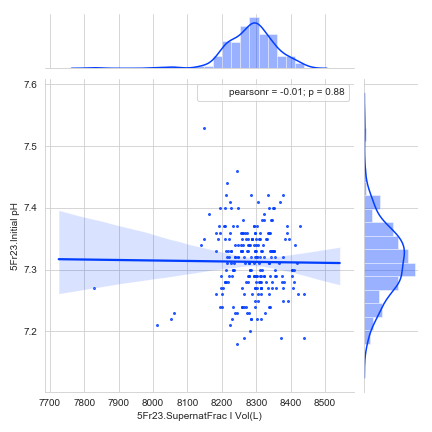 7.6
pearsonr = -0.01; p = 0.88
7.5
7.4
5Fr23.Initial pH
7.3
7.2
7700 7800 7900 8000 8100 8200 8300 8400 8500
5Fr23.SupernatFrac I Vol(L)